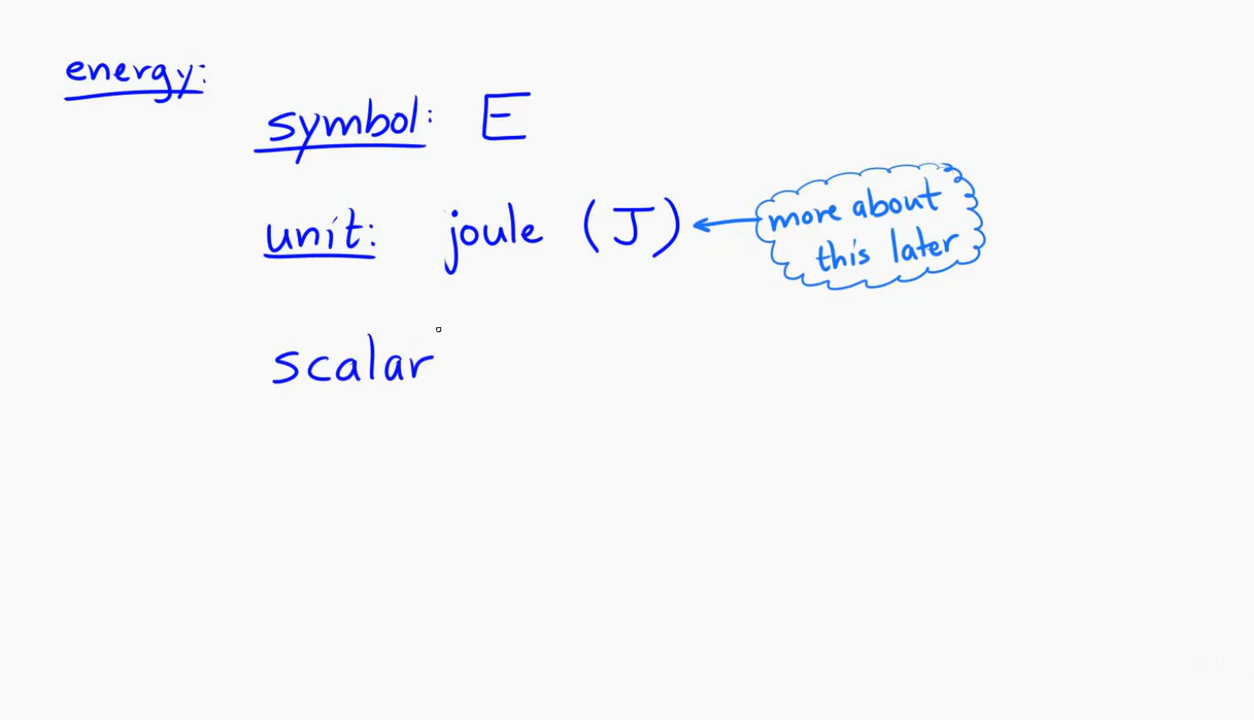 energy:
symbol: E
unit: joule (J)
more about
this later
scalar